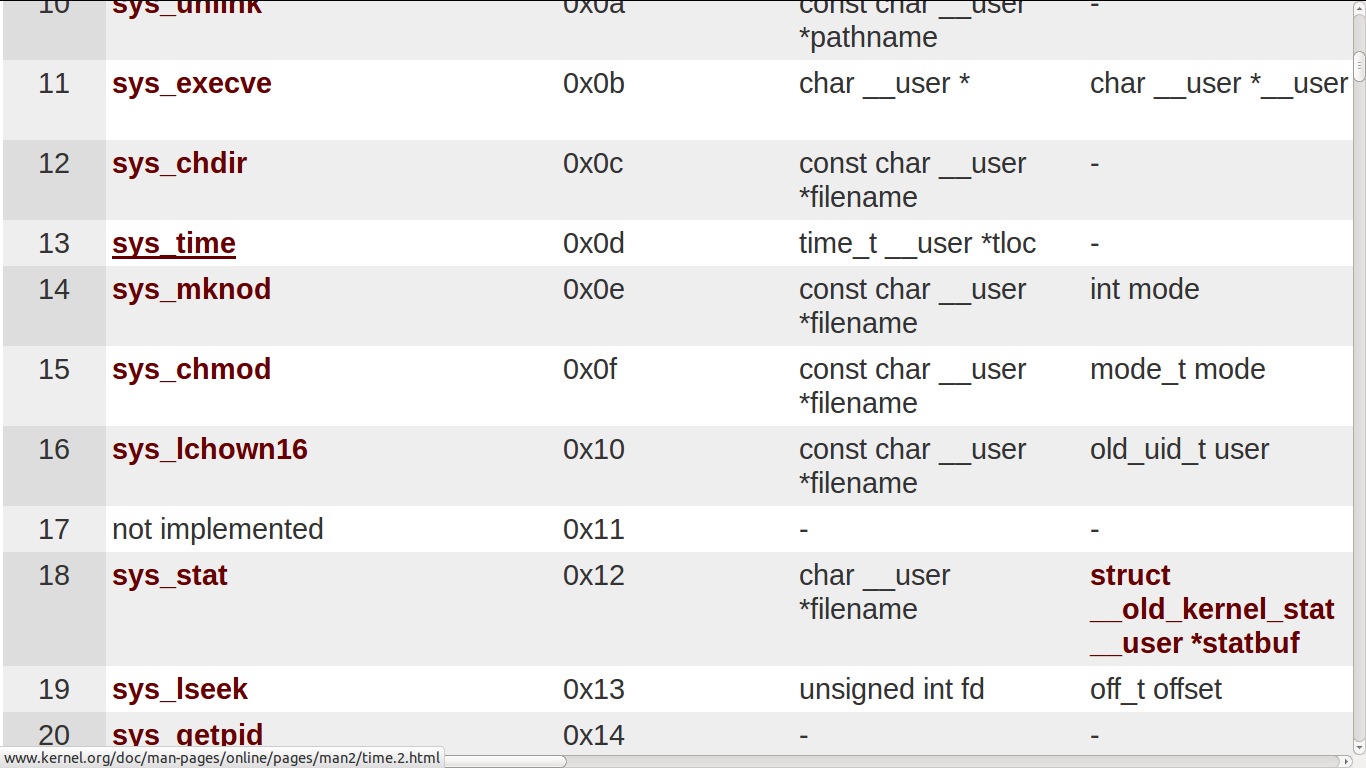 10 sys_unlink 0x0a const char __user -
*pathname
11 sys_execve 0x0b char __user * char __user *__user
12 sys_chdir 0x0c const char __user -
*filename
13 sys_time 0x0d time_t __user *tloc -
14 sys_mknod 0x0e const char __user int mode
*filename
15 sys_chmod 0x0f const char __user mode_t mode
*filename
16 sys_lchown16 0x10 const char __user old_uid_t user
*filename
17 not implemented 0x11 - -
18 sys_stat 0x12 char __user struct
*filename __old_kernel_stat
__user *statbuf
19 sys_lseek 0x13 unsigned int fd off_t offset
20 sys_getpid 0x14 - -
www.kernel.org/doc/man-pages/online/pages/man2/time.2.html